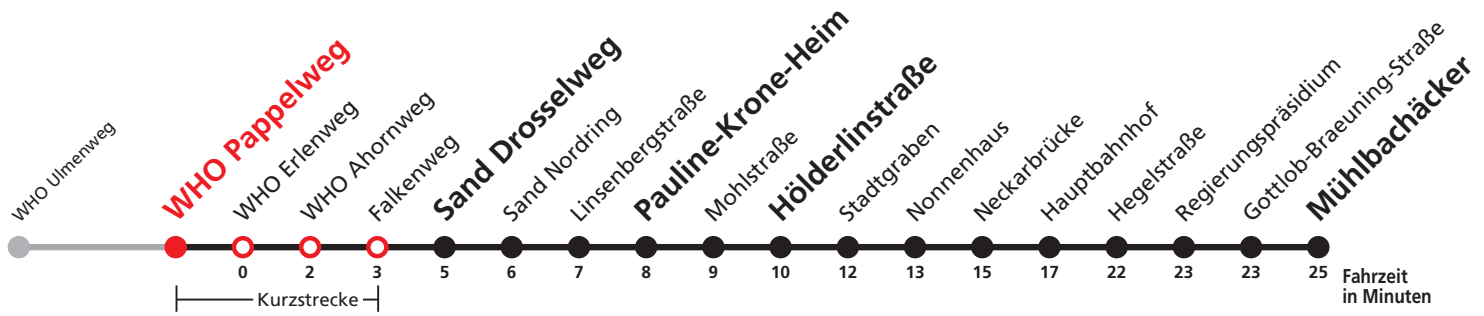 WHO Ulmenweg
WHO Pappelweg
WHO Erlenweg
WHO Ahornweg
Falkenweg
Sand Drosselweg
Sand Nordring
Linsenbergstraße
Pauline-Krone-Heim
Mohlstraße
Hölderlinstraße
Stadtgraben
Nonnenhaus
Neckarbrücke
Hauptbahnhof
Hegelstraße
Regierungspräsidium
Gottlob-Braeuning-Straße
Mühlbachäcker
0 2 3 5 6 7 8 9 10 12 13 15 17 22 23 23 25
Fahrzeit
in Minuten
Kurzstrecke